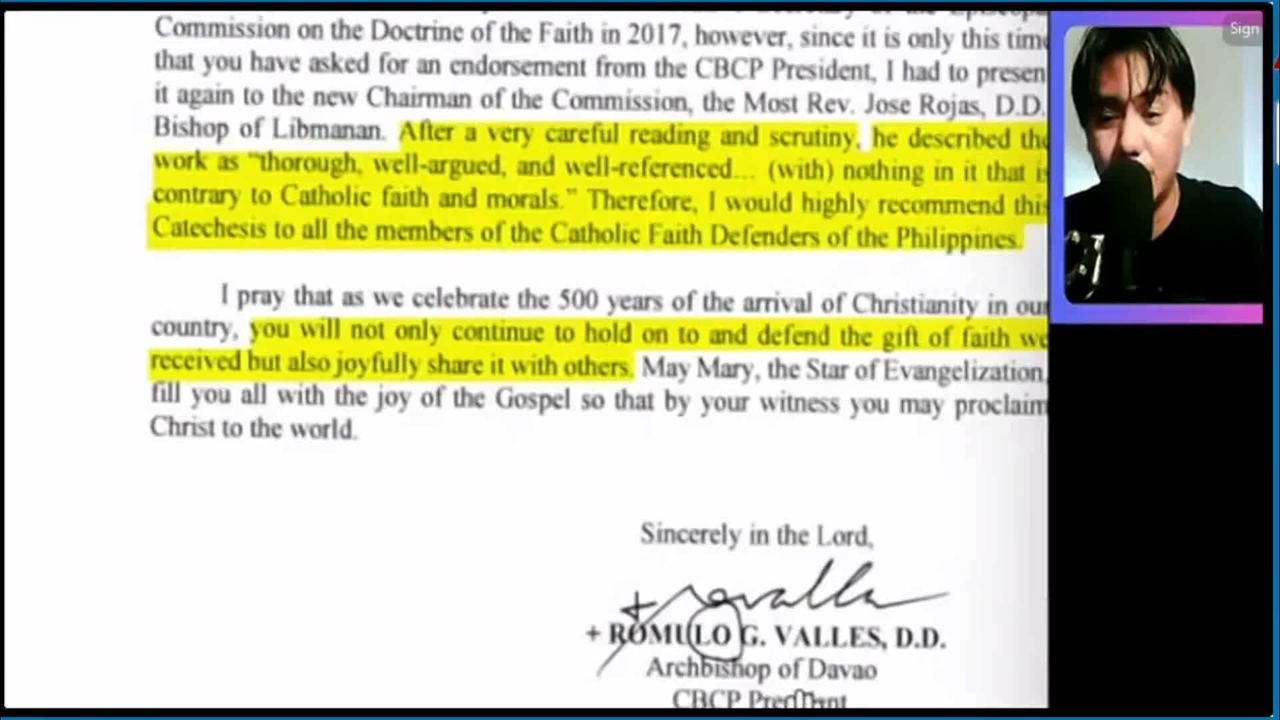 Commission on the Doctrine of the Faith in 2017, however, since it is only this time
that you have asked for an endorsement from the CBCP President, I had to presen
it again to the new Chairman of the Commission, the Most Rev. Jose Rojas, D.D.
Bishop of Libmanan. After a very careful reading and scrutiny, he described the
work as "thorough, well-argued, and well-referenced... (with) nothing in it that is
contrary to Catholic faith and morals." Therefore, I would highly recommend this
Catechesis to all the members of the Catholic Faith Defenders of the Philippines.
I pray that as we celebrate the 500 years of the arrival of Christianity in our
country, you will not only continue to hold on to and defend the gift of faith we
received but also joyfully share it with others. May Mary, the Star of Evangelization,
fill you all with the joy of the Gospel so that by your witness you may proclaim
Christ to the world.
Sincerely in the Lord,
+ ROMULO G. VALLES, D.D.
Archbishop of Davao
CBCP President
Sign